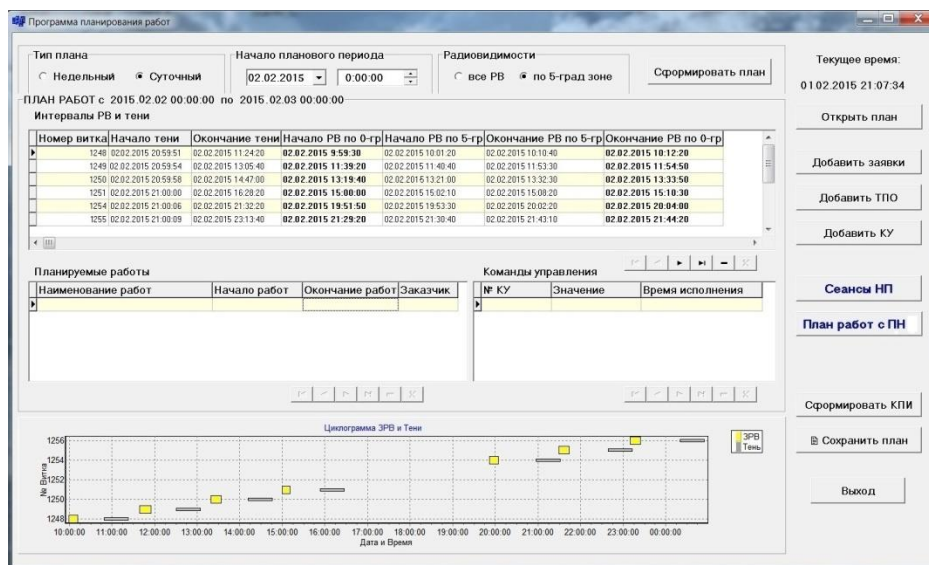 Программа планирования работ
Тип плана
Недельный Суточный
Начало планового периода
02.02.2015 0:00:00
Радиовидимости
все РВ по 5-град зоне
Сформировать план
Текущее время:
01.02.2015 21:07:34
ПЛАН РАБОТ с 2015.02.02 00:00:00 по 2015.02.03 00:00:00
Интервалы РВ и тени
Номер витка Начало тени Окончание тени Начало РВ по 0-гр Начало РВ по 5-гр Окончание РВ по 5-гр Окончание РВ по 0-гр
1248 02.02.2015 20:59:51 02.02.2015 11:24:20 02.02.2015 9:59:30 02.02.2015 10:01:20 02.02.2015 10:10:40 02.02.2015 10:12:20
1249 02.02.2015 20:59:54 02.02.2015 13:05:40 02.02.2015 11:39:20 02.02.2015 11:40:40 02.02.2015 11:53:30 02.02.2015 11:54:50
1250 02.02.2015 20:59:58 02.02.2015 14:47:00 02.02.2015 13:19:40 02.02.2015 13:21:00 02.02.2015 13:32:30 02.02.2015 13:33:50
1251 02.02.2015 21:00:00 02.02.2015 16:28:20 02.02.2015 15:00:00 02.02.2015 15:02:10 02.02.2015 15:08:20 02.02.2015 15:10:30
1254 02.02.2015 21:00:06 02.02.2015 21:32:20 02.02.2015 19:51:50 02.02.2015 19:53:30 02.02.2015 20:02:20 02.02.2015 20:04:00
1255 02.02.2015 21:00:09 02.02.2015 23:13:40 02.02.2015 21:29:20 02.02.2015 21:30:40 02.02.2015 21:43:10 02.02.2015 21:44:20
Планируемые работы
Наименование работ Начало работ Окончание работ Заказчик
Команды управления
№ КУ Значение Время исполнения
Открыть план
Добавить заявки
Добавить ТПО
Добавить КУ
Сеансы НП
План работ с ПН
Сформировать КПИ
Сохранить план
Выход
Циклограмма ЗРВ и Тени
ЗРВ
Тень
№ Витка
1256
1254
1252
1250
1248
10:00:00 11:00:00 12:00:00 13:00:00 14:00:00 15:00:00 16:00:00 17:00:00 18:00:00 19:00:00 20:00:00 21:00:00 22:00:00 23:00:00 00:00:00
Дата и Время